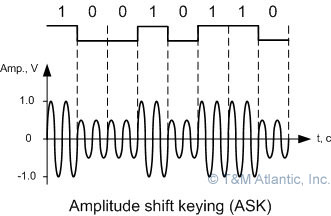 1 0 0 1 0 1 1 0
Amp., V
1.0
0
t, c
-1.0
© T&M Atlantic, Inc.
Amplitude shift keying (ASK)